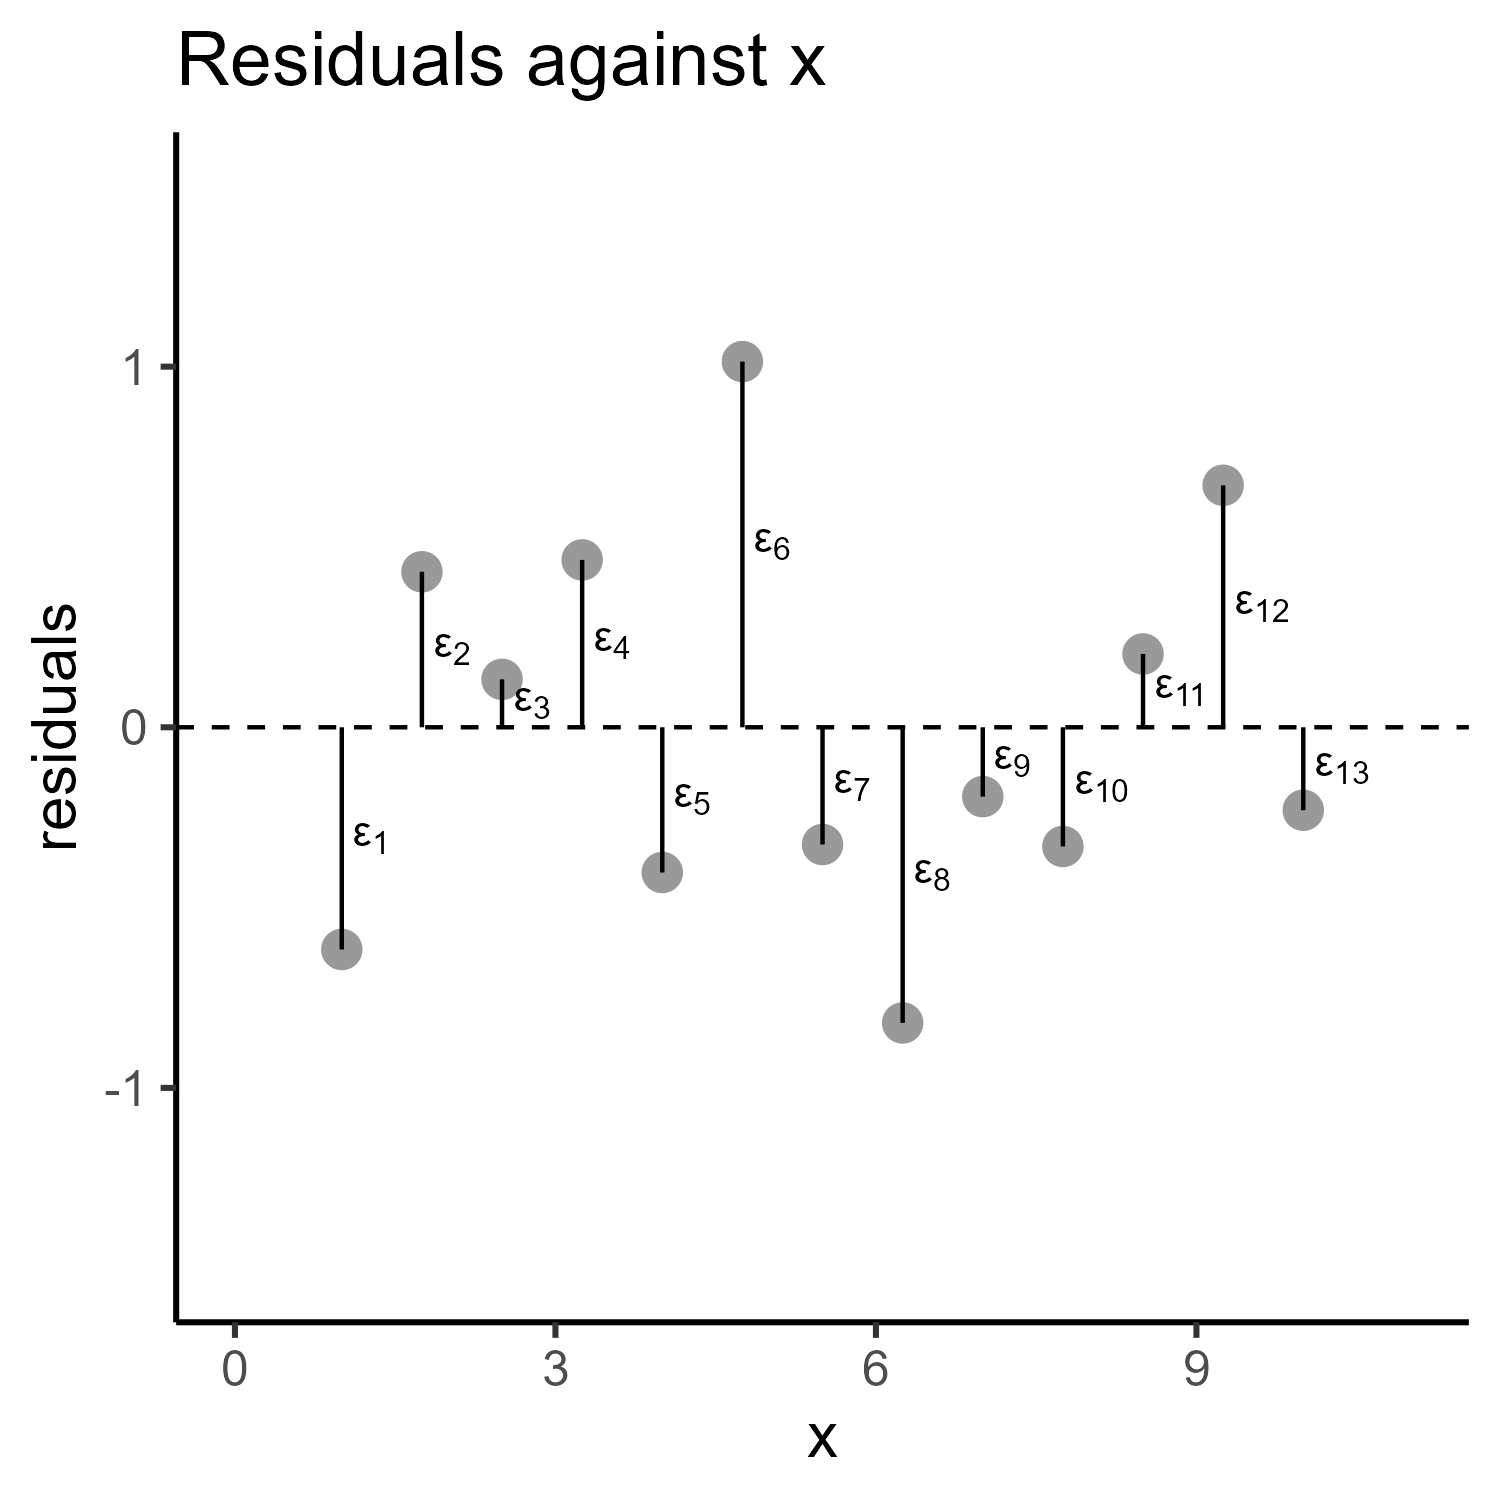 Residuals against x
residuals
1
0
-1
ε6
ε12
ε2
ε4
ε3
ε11
ε9
ε13
ε7
ε10
ε5
ε1
ε8
0 3 6 9
x